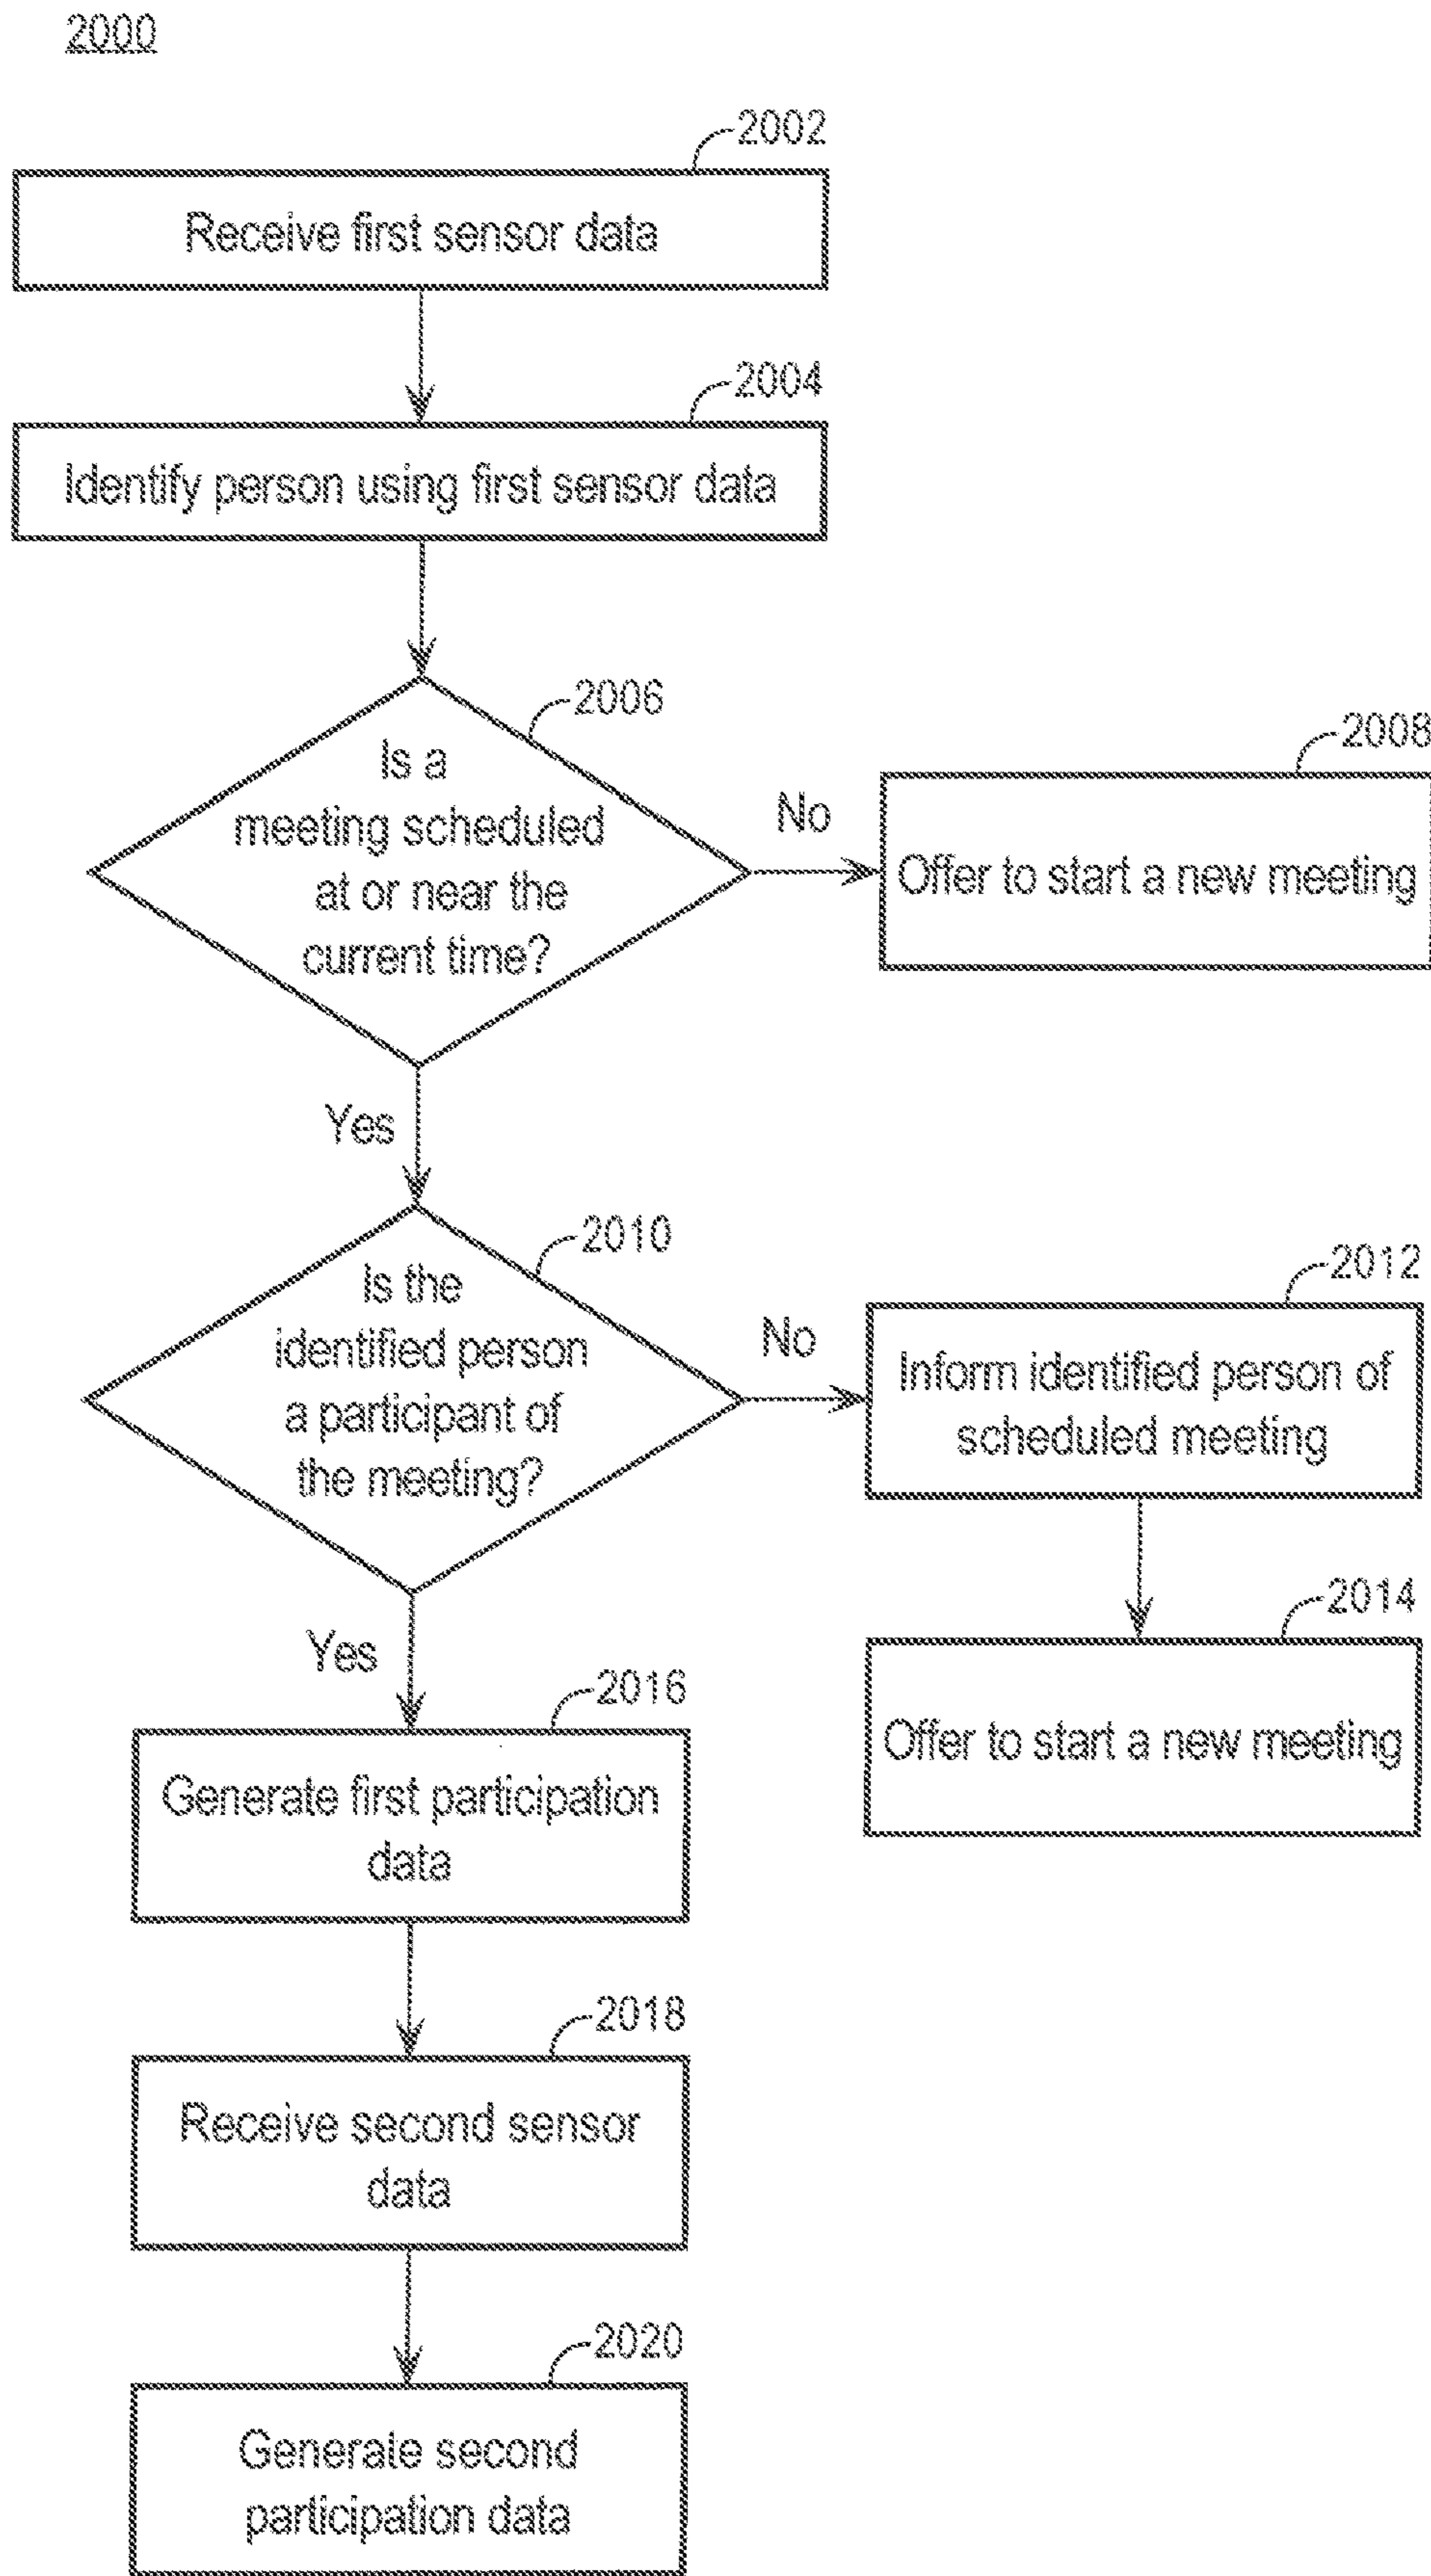 2000
2002
Receive first sensor data
2004
Identify person using first sensor data
2006
Is a
meeting scheduled
at or near the
current time?
No
2008
Offer to start a new meeting
Yes
2010
Is the
identified person
a participant of
the meeting?
No
2012
Inform identified person of
scheduled meeting
2014
Offer to start a new meeting
Yes
2016
Generate first participation
data
2018
Receive second sensor
data
2020
Generate second
participation data